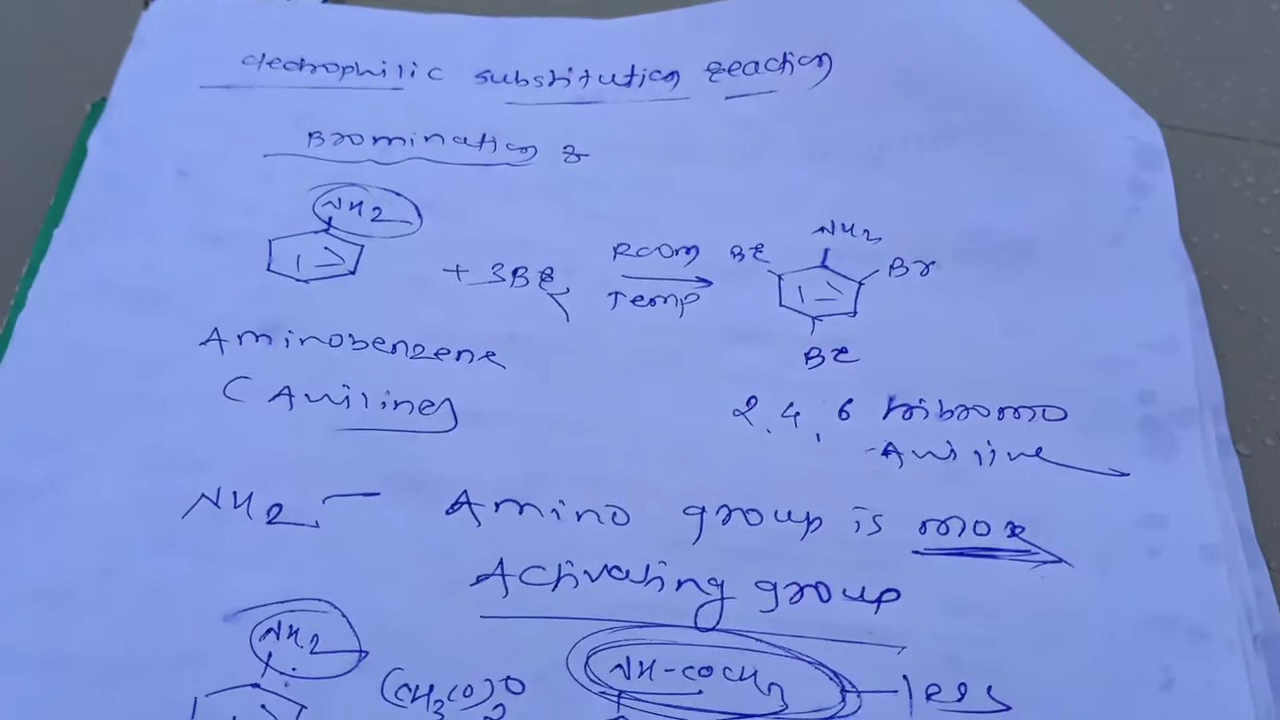 electrophilic substitution reaction
Bromination :
NH2
+ 3Br2 Room Temp
NH2
Br Br
Br
Aminobenzene
(Aniline)
2,4,6 tribromo
-Aniline
NH2 - Amino group is more
Activating group
NH2
(CH3CO)2O
NH-COCH3 - less